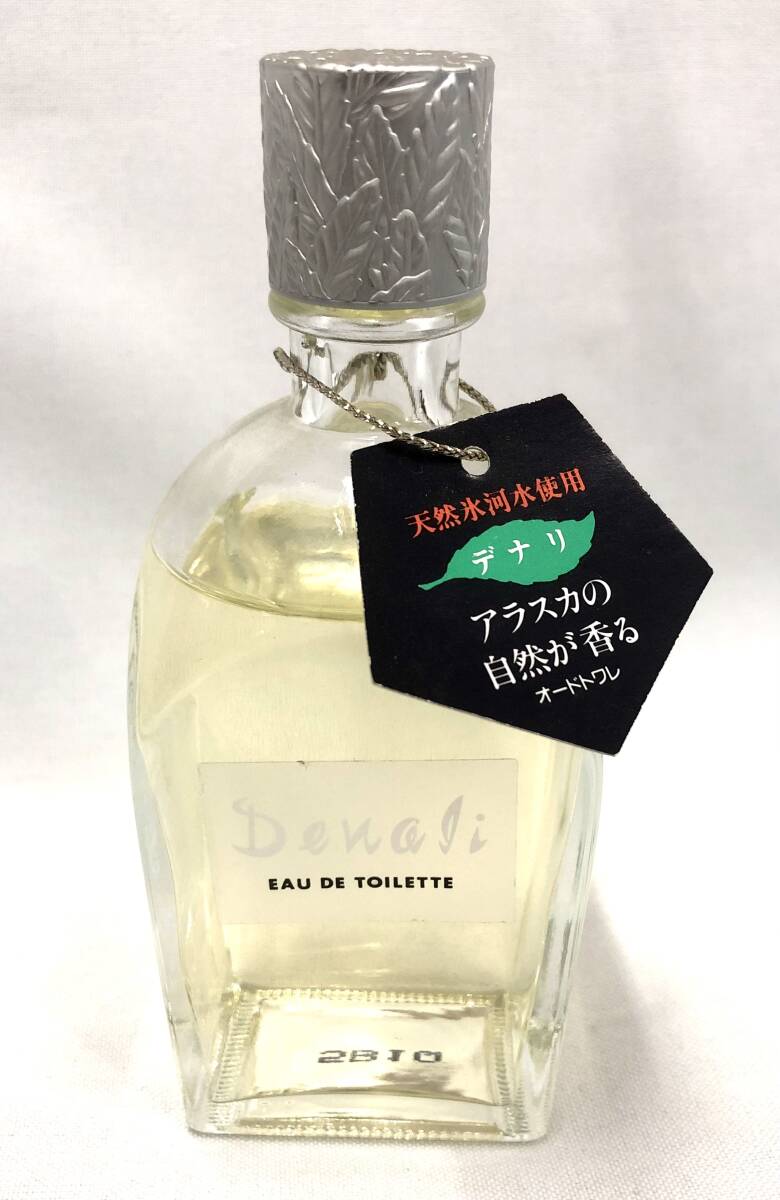 天然氷河水使用
デナリ
アラスカの
自然が香る
オードトワレ
Denali
EAU DE TOILETTE